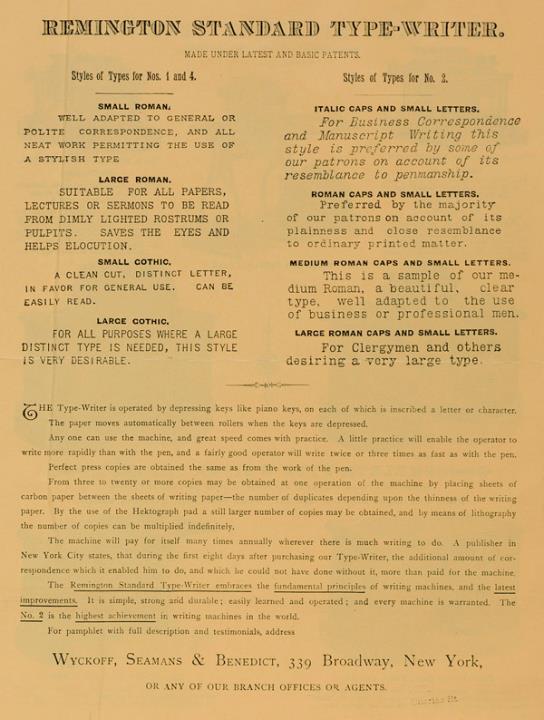 REMINGTON STANDARD TYPE-WRITER.
MADE UNDER LATEST AND BASIC PATENTS.
Styles of Types for Nos. 1 and 4.
SMALL ROMAN.
WELL ADAPTED TO GENERAL OR
POLITE CORRESPONDENCE, AND ALL
NEAT WORK PERMITTING THE USE OF
A STYLISH TYPE
LARGE ROMAN.
SUITABLE FOR ALL PAPERS,
LECTURES OR SERMONS TO BE READ
FROM DIMLY LIGHTED ROSTRUMS OR
PULPITS. SAVES THE EYES AND
HELPS ELOCUTION.
SMALL GOTHIC.
A CLEAN CUT, DISTINCT LETTER,
IN FAVOR FOR GENERAL USE. CAN BE
EASILY READ.
LARGE GOTHIC.
FOR ALL PURPOSES WHERE A LARGE
DISTINCT TYPE IS NEEDED, THIS STYLE
IS VERY DESIRABLE.
Styles of Types for No. 2.
ITALIC CAPS AND SMALL LETTERS.
For Business Correspondence
and Manuscript Writing this
style is preferred by some of
our patrons on account of its
resemblance to penmanship.
ROMAN CAPS AND SMALL LETTERS.
Preferred by the majority
of our patrons on account of its
plainness and close resemblance
to ordinary printed matter.
MEDIUM ROMAN CAPS AND SMALL LETTERS.
This is a sample of our me-
dium Roman, a beautiful, clear
type, well adapted to the use
of business or professional men.
LARGE ROMAN CAPS AND SMALL LETTERS.
For Clergymen and others
desiring a very large type.
THE Type-Writer is operated by depressing keys like piano keys, on each of which is inscribed a letter or character.
The paper moves automatically between rollers when the keys are depressed.
Any one can use the machine, and great speed comes with practice. A little practice will enable the operator to
write more rapidly than with the pen, and a fairly good operator will write twice or three times as fast as with the pen.
Perfect press copies are obtained the same as from the work of the pen.
From three to twenty or more copies may be obtained at one operation of the machine by placing sheets of
carbon paper between the sheets of writing paper—the number of duplicates depending upon the thinness of the writing
paper. By the use of the Hektograph pad a still larger number of copies may be obtained, and by means of lithography
the number of copies can be multiplied indefinitely.
The machine will pay for itself many times annually wherever there is much writing to do. A publisher in
New York City states, that during the first eight days after purchasing our Type-Writer, the additional amount of cor-
respondence which it enabled him to do, and which he could not have done without it, more than paid for the machine.
The Remington Standard Type-Writer embraces the fundamental principles of writing machines, and the latest
improvements. It is simple, strong and durable; easily learned and operated; and every machine is warranted. The
No. 2 is the highest achievement in writing machines in the world.
For pamphlet with full description and testimonials, address
WYCKOFF, SEAMANS & BENEDICT, 339 Broadway, New York,
OR ANY OF OUR BRANCH OFFICES OR AGENTS.